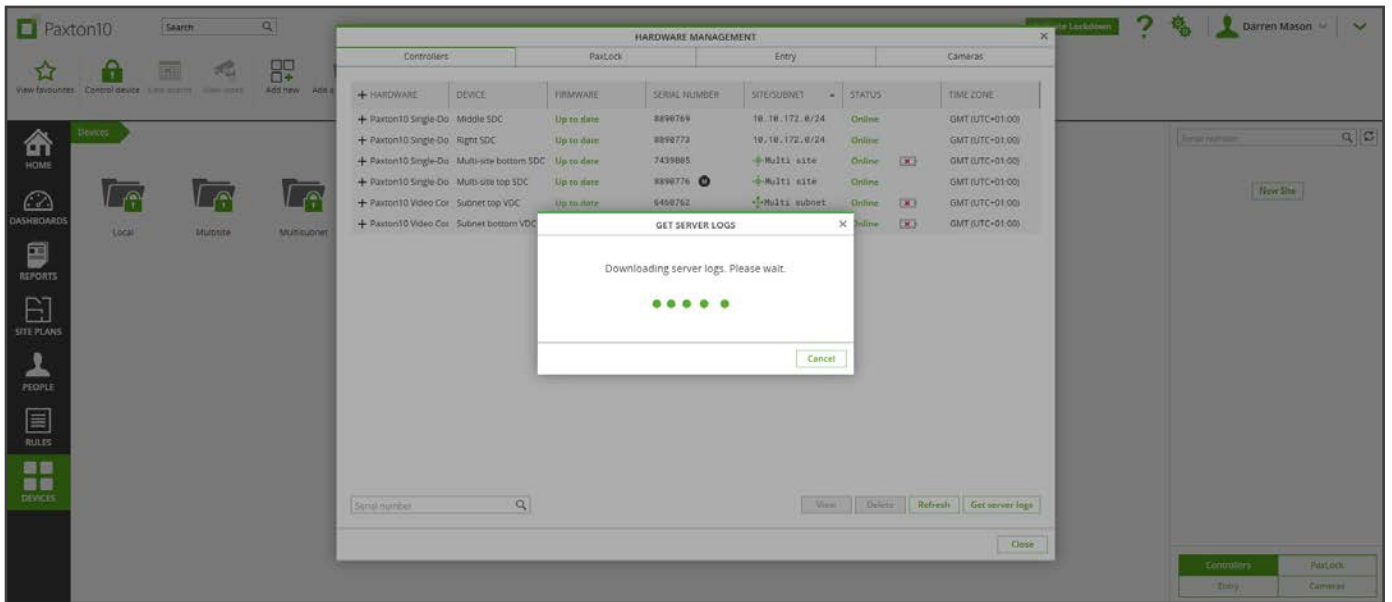 Paxton10
Search
Lockdown
Darren Mason
View favourites
Control device
Add new
HOME
DASHBOARDS
REPORTS
SITE PLANS
PEOPLE
RULES
DEVICES
Devices
Local
Multisite
Multisubnet
HARDWARE MANAGEMENT
Controllers PaxLock Entry Cameras
HARDWARE DEVICE FIRMWARE SERIAL NUMBER SITE/SUBNET STATUS TIME ZONE
Paxton10 Single-Do Middle SDC Up to date 8890769 10.10.172.0/24 Online GMT (UTC+01:00)
Paxton10 Single-Do Right SDC Up to date 8890773 10.10.172.0/24 Online GMT (UTC+01:00)
Paxton10 Single-Do Multi-site bottom SDC Up to date 7439805 Multi site Online GMT (UTC+01:00)
Paxton10 Single-Do Multi-site top SDC Up to date 8890776 M Multi site Online GMT (UTC+01:00)
Paxton10 Video Cor Subnet top VDC Up to date 6460762 Multi subnet Online GMT (UTC+01:00)
Paxton10 Video Cor Subnet bottom VDC Online GMT (UTC+01:00)
GET SERVER LOGS
Downloading server logs. Please wait.
Cancel
Serial number
View Delete Refresh Get server logs
Close
Serial number
New Site
Controllers PaxLock
Entry Cameras